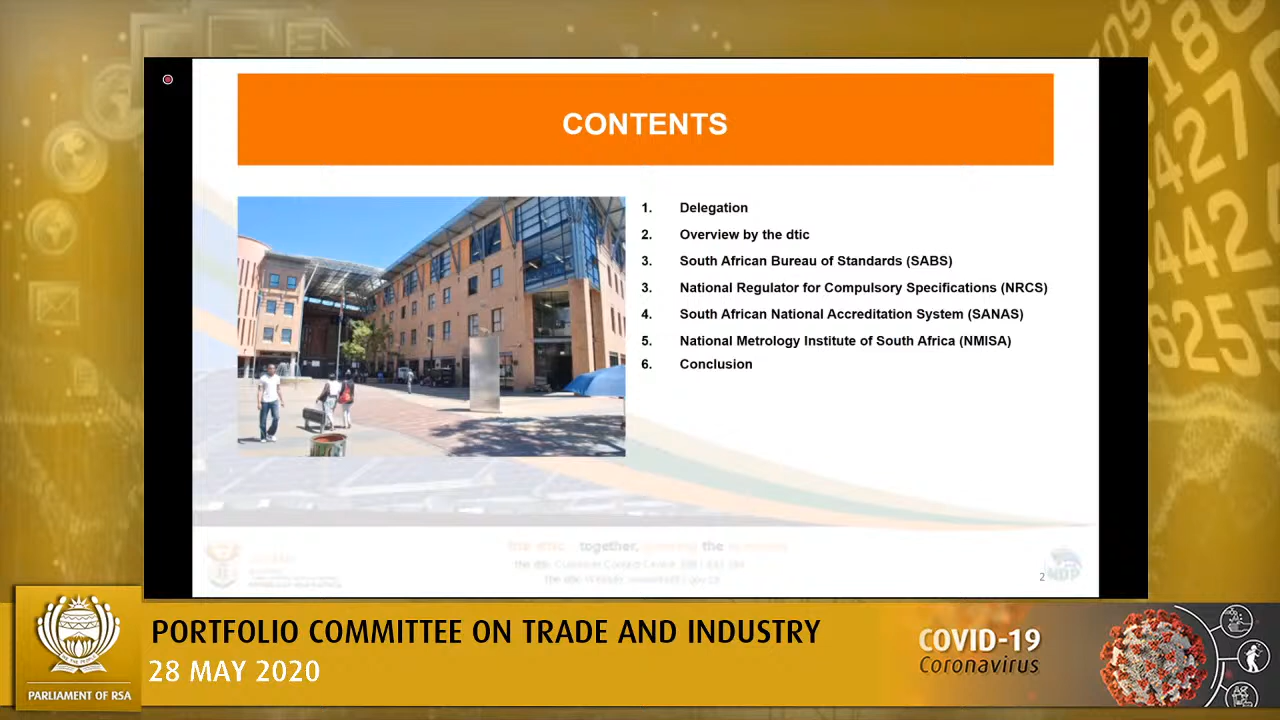 CONTENTS
1. Delegation
2. Overview by the dtic
3. South African Bureau of Standards (SABS)
3. National Regulator for Compulsory Specifications (NRCS)
4. South African National Accreditation System (SANAS)
5. National Metrology Institute of South Africa (NMISA)
6. Conclusion
together, the
2
NDP
PORTFOLIO COMMITTEE ON TRADE AND INDUSTRY
28 MAY 2020
PARLIAMENT OF RSA
COVID-19
Coronavirus